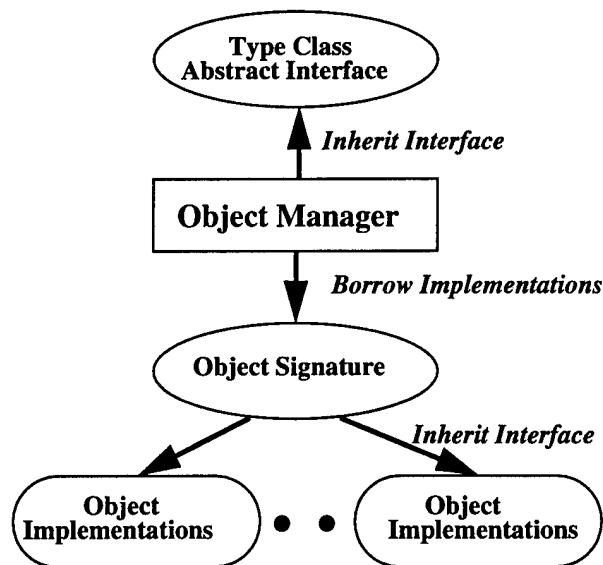 Type Class
Abstract Interface
Inherit Interface
Object Manager
Borrow Implementations
Object Signature
Inherit Interface
Object
Implementations
Object
Implementations